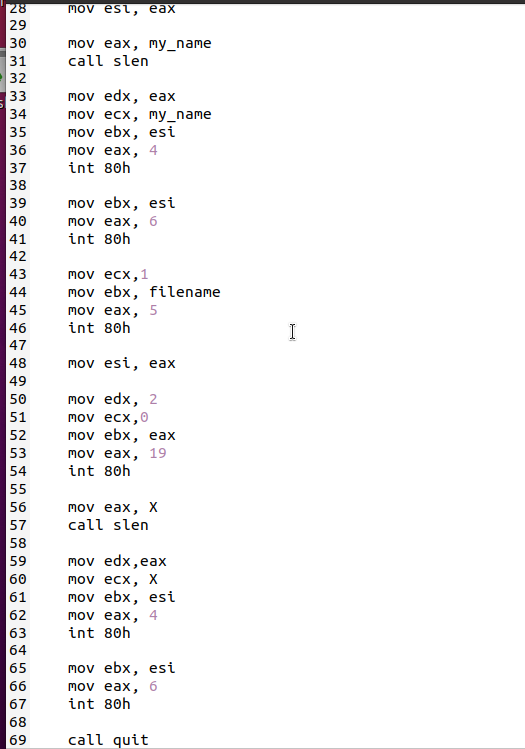 28 mov esi, eax
29
30 mov eax, my_name
31 call slen
32
33 mov edx, eax
34 mov ecx, my_name
35 mov ebx, esi
36 mov eax, 4
37 int 80h
38
39 mov ebx, esi
40 mov eax, 6
41 int 80h
42
43 mov ecx,1
44 mov ebx, filename
45 mov eax, 5
46 int 80h
47
48 mov esi, eax
49
50 mov edx, 2
51 mov ecx,0
52 mov ebx, eax
53 mov eax, 19
54 int 80h
55
56 mov eax, X
57 call slen
58
59 mov edx,eax
60 mov ecx, X
61 mov ebx, esi
62 mov eax, 4
63 int 80h
64
65 mov ebx, esi
66 mov eax, 6
67 int 80h
68
69 call quit